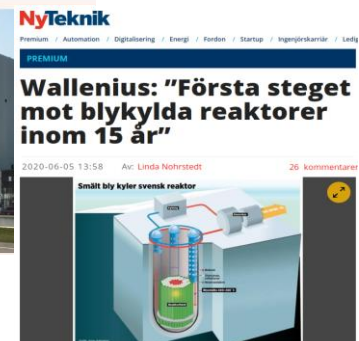 NyTeknik
Premium / Automation / Digitalisering / Energi / Fordon / Startup / Ingenjörskarriär / Ledig
PREMIUM
Wallenius: ”Första steget
mot blykylda reaktorer
inom 15 år”
2020-06-05 13:58 Av: Linda Nohrstedt 26 kommentarer
Smält bly kyler svensk reaktor